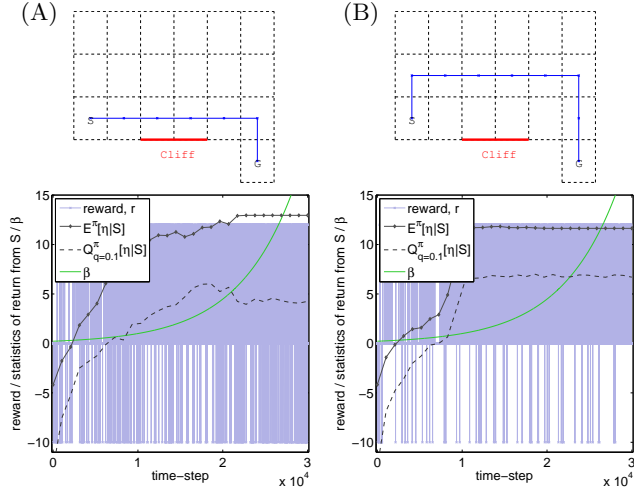 (A)
S
Cliff
G
15
10
5
0
−5
−10
reward, r
E^π[η|S]
Q^π_{q=0.1}[η|S]
β
reward / statistics of return from S / β
0
1
2
3
time−step
x 10^4
(B)
S
Cliff
G
15
10
5
0
−5
−10
reward, r
E^π[η|S]
Q^π_{q=0.1}[η|S]
β
reward / statistics of return from S / β
0
1
2
3
time−step
x 10^4